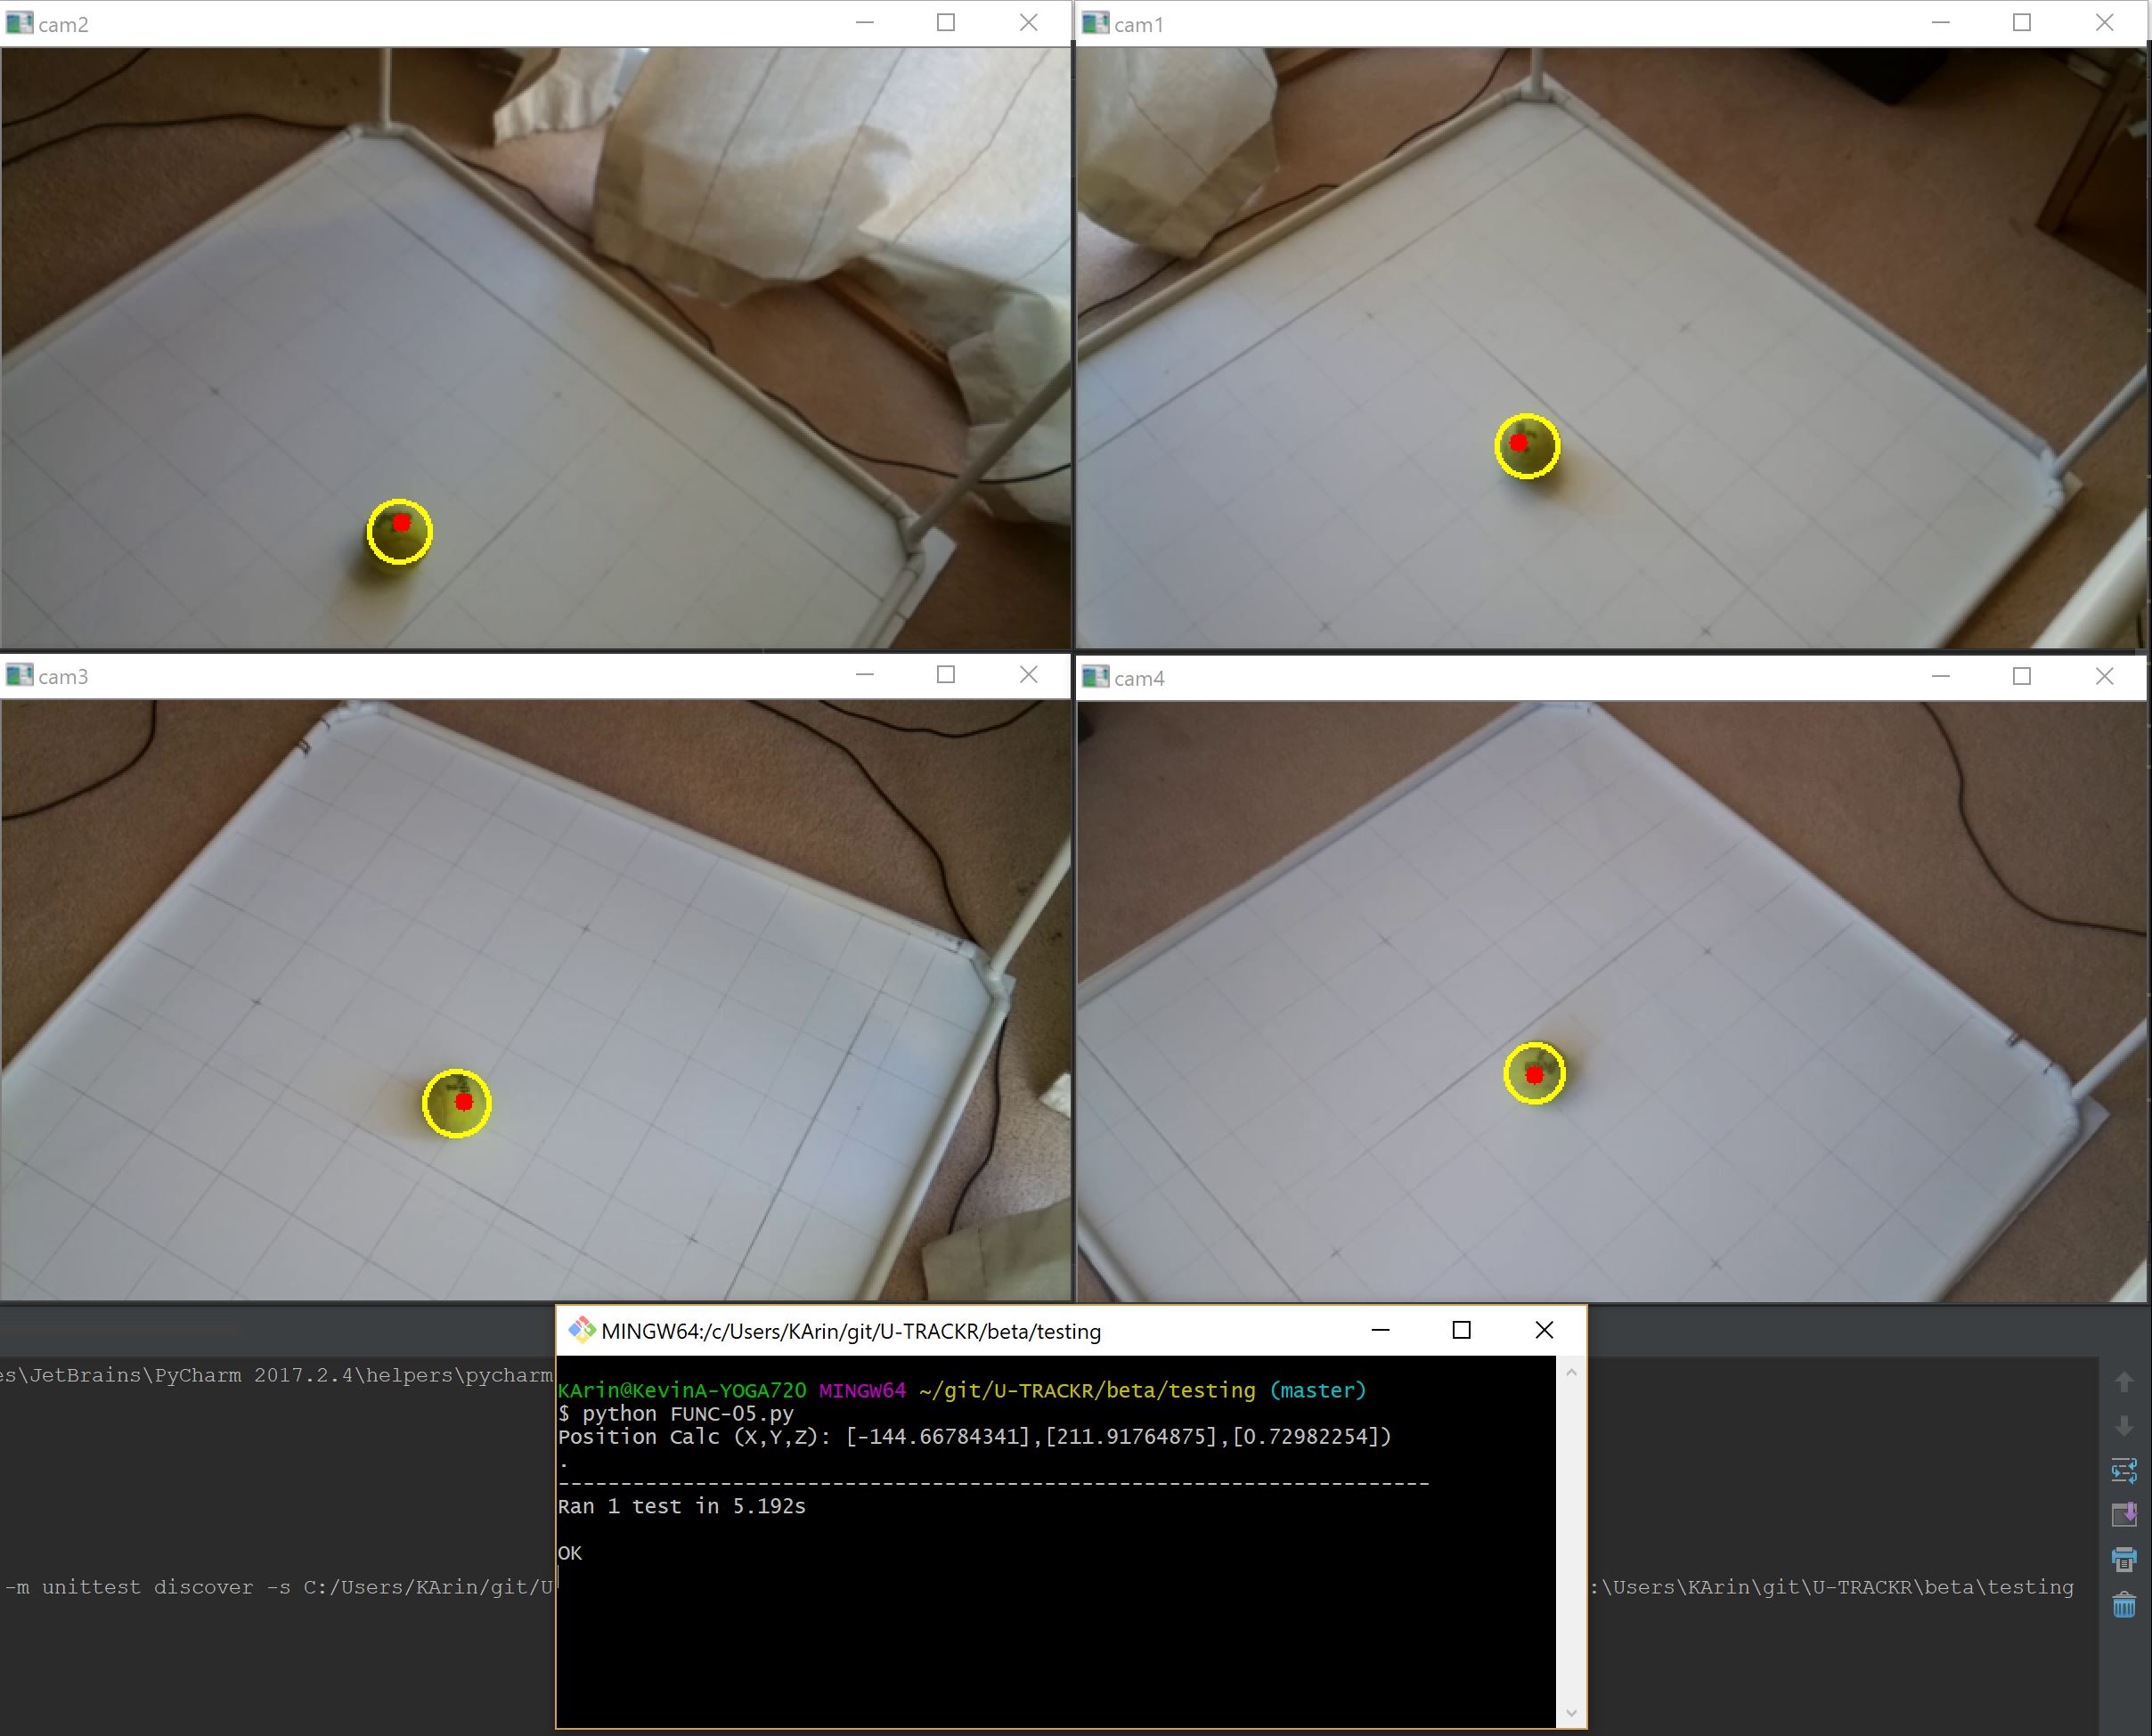 cam2
cam1
cam3
cam4
MINGW64:/c/Users/KArin/git/U-TRACKR/beta/testing
es\JetBrains\PyCharm 2017.2.4\helpers\pycharm
KArin@KevinA-YOGA720 MINGW64 ~/git/U-TRACKR/beta/testing (master)
$ python FUNC-05.py
Position Calc (X,Y,Z): [-144.66784341],[211.91764875],[0.72982254])
.
----------------------------------------------------------------------
Ran 1 test in 5.192s
OK
-m unittest discover -s C:/Users/KArin/git/U :\Users\KArin\git\U-TRACKR\beta\testing